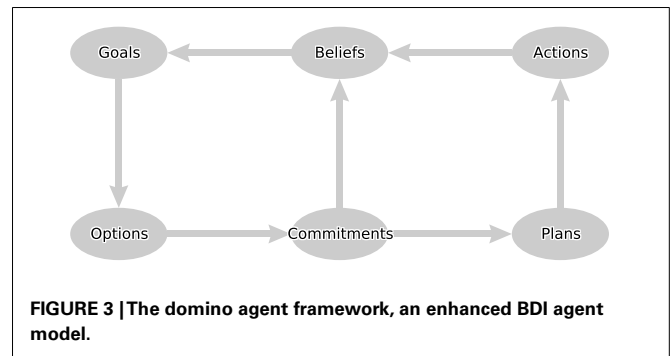 Goals
Beliefs
Actions
Options
Commitments
Plans
FIGURE 3 | The domino agent framework, an enhanced BDI agent
model.